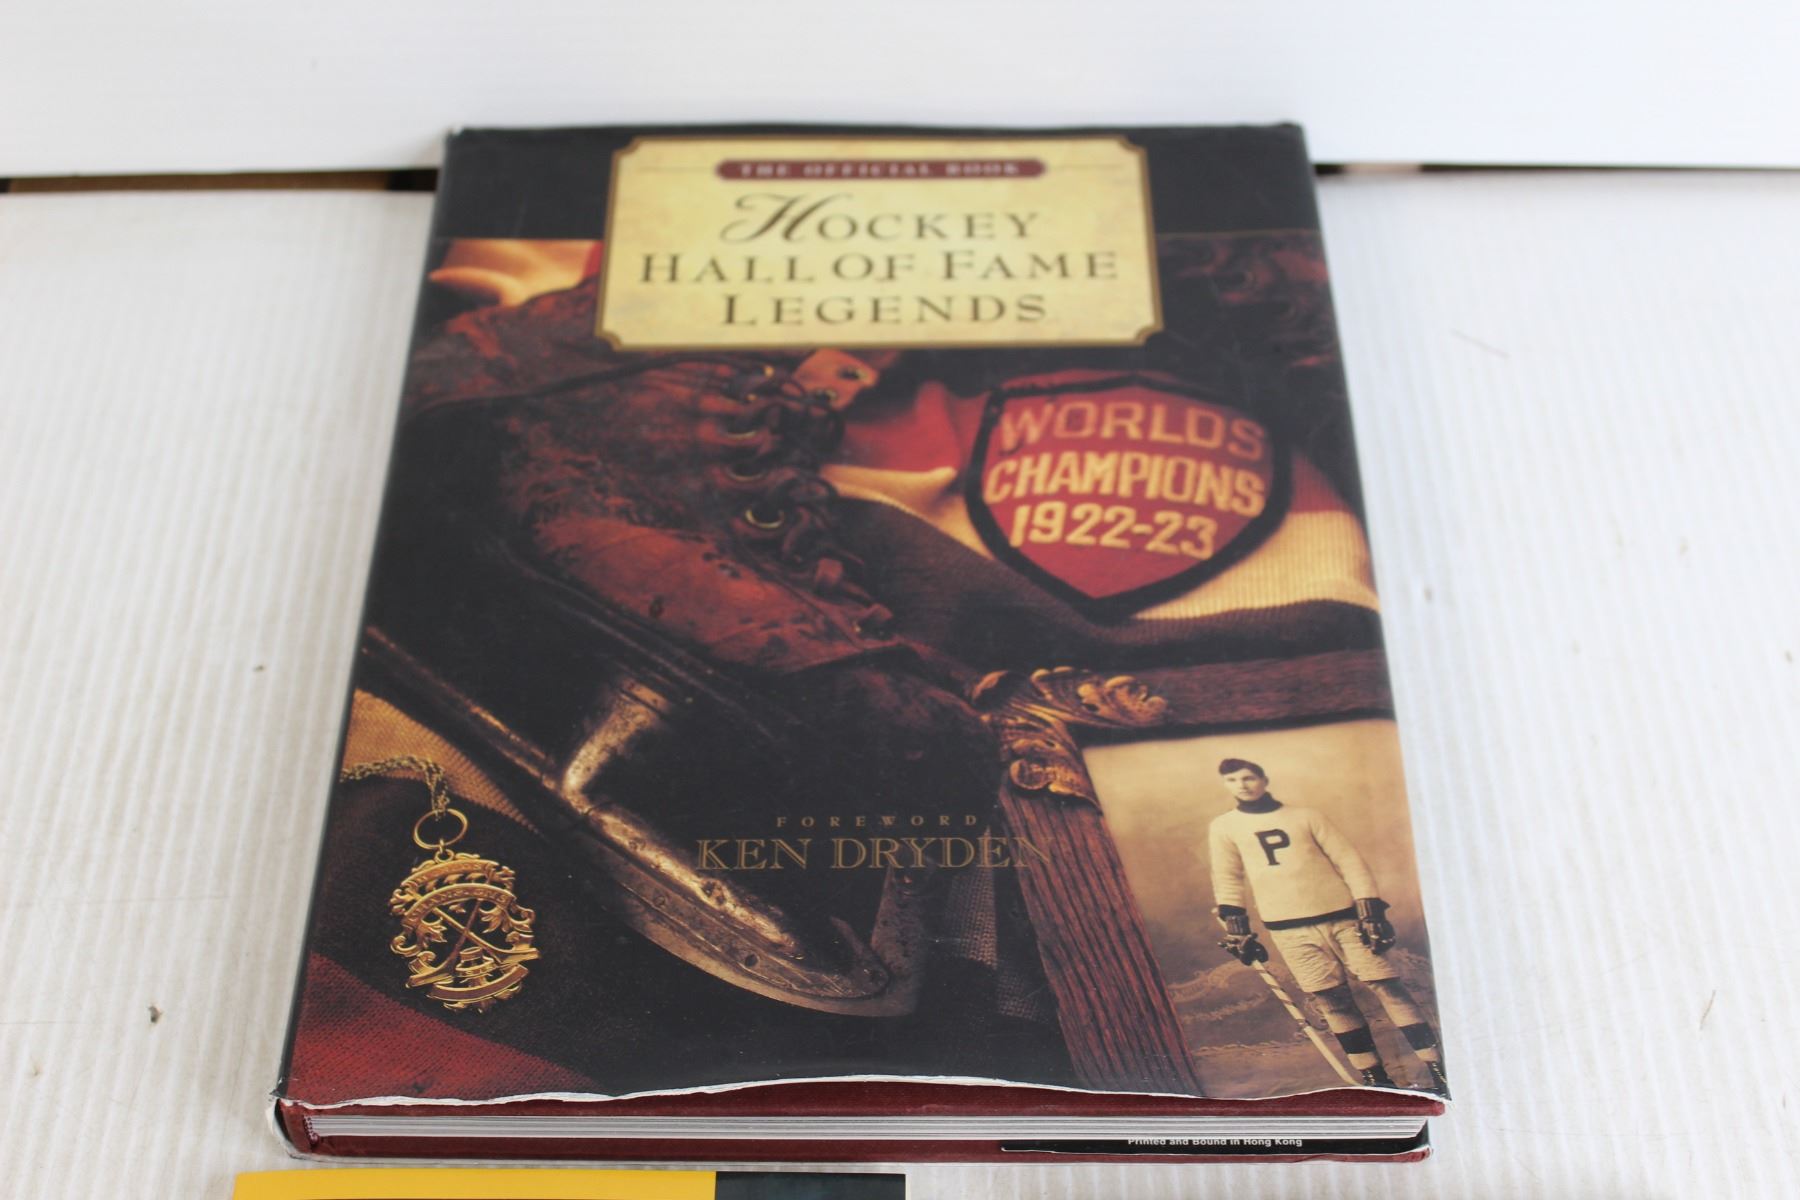 THE OFFICIAL BOOK
HOCKEY
HALL OF FAME
LEGENDS
WORLDS
CHAMPIONS
1922-23
P
FOREWORD
KEN DRYDEN
Printed and Bound in Hong Kong